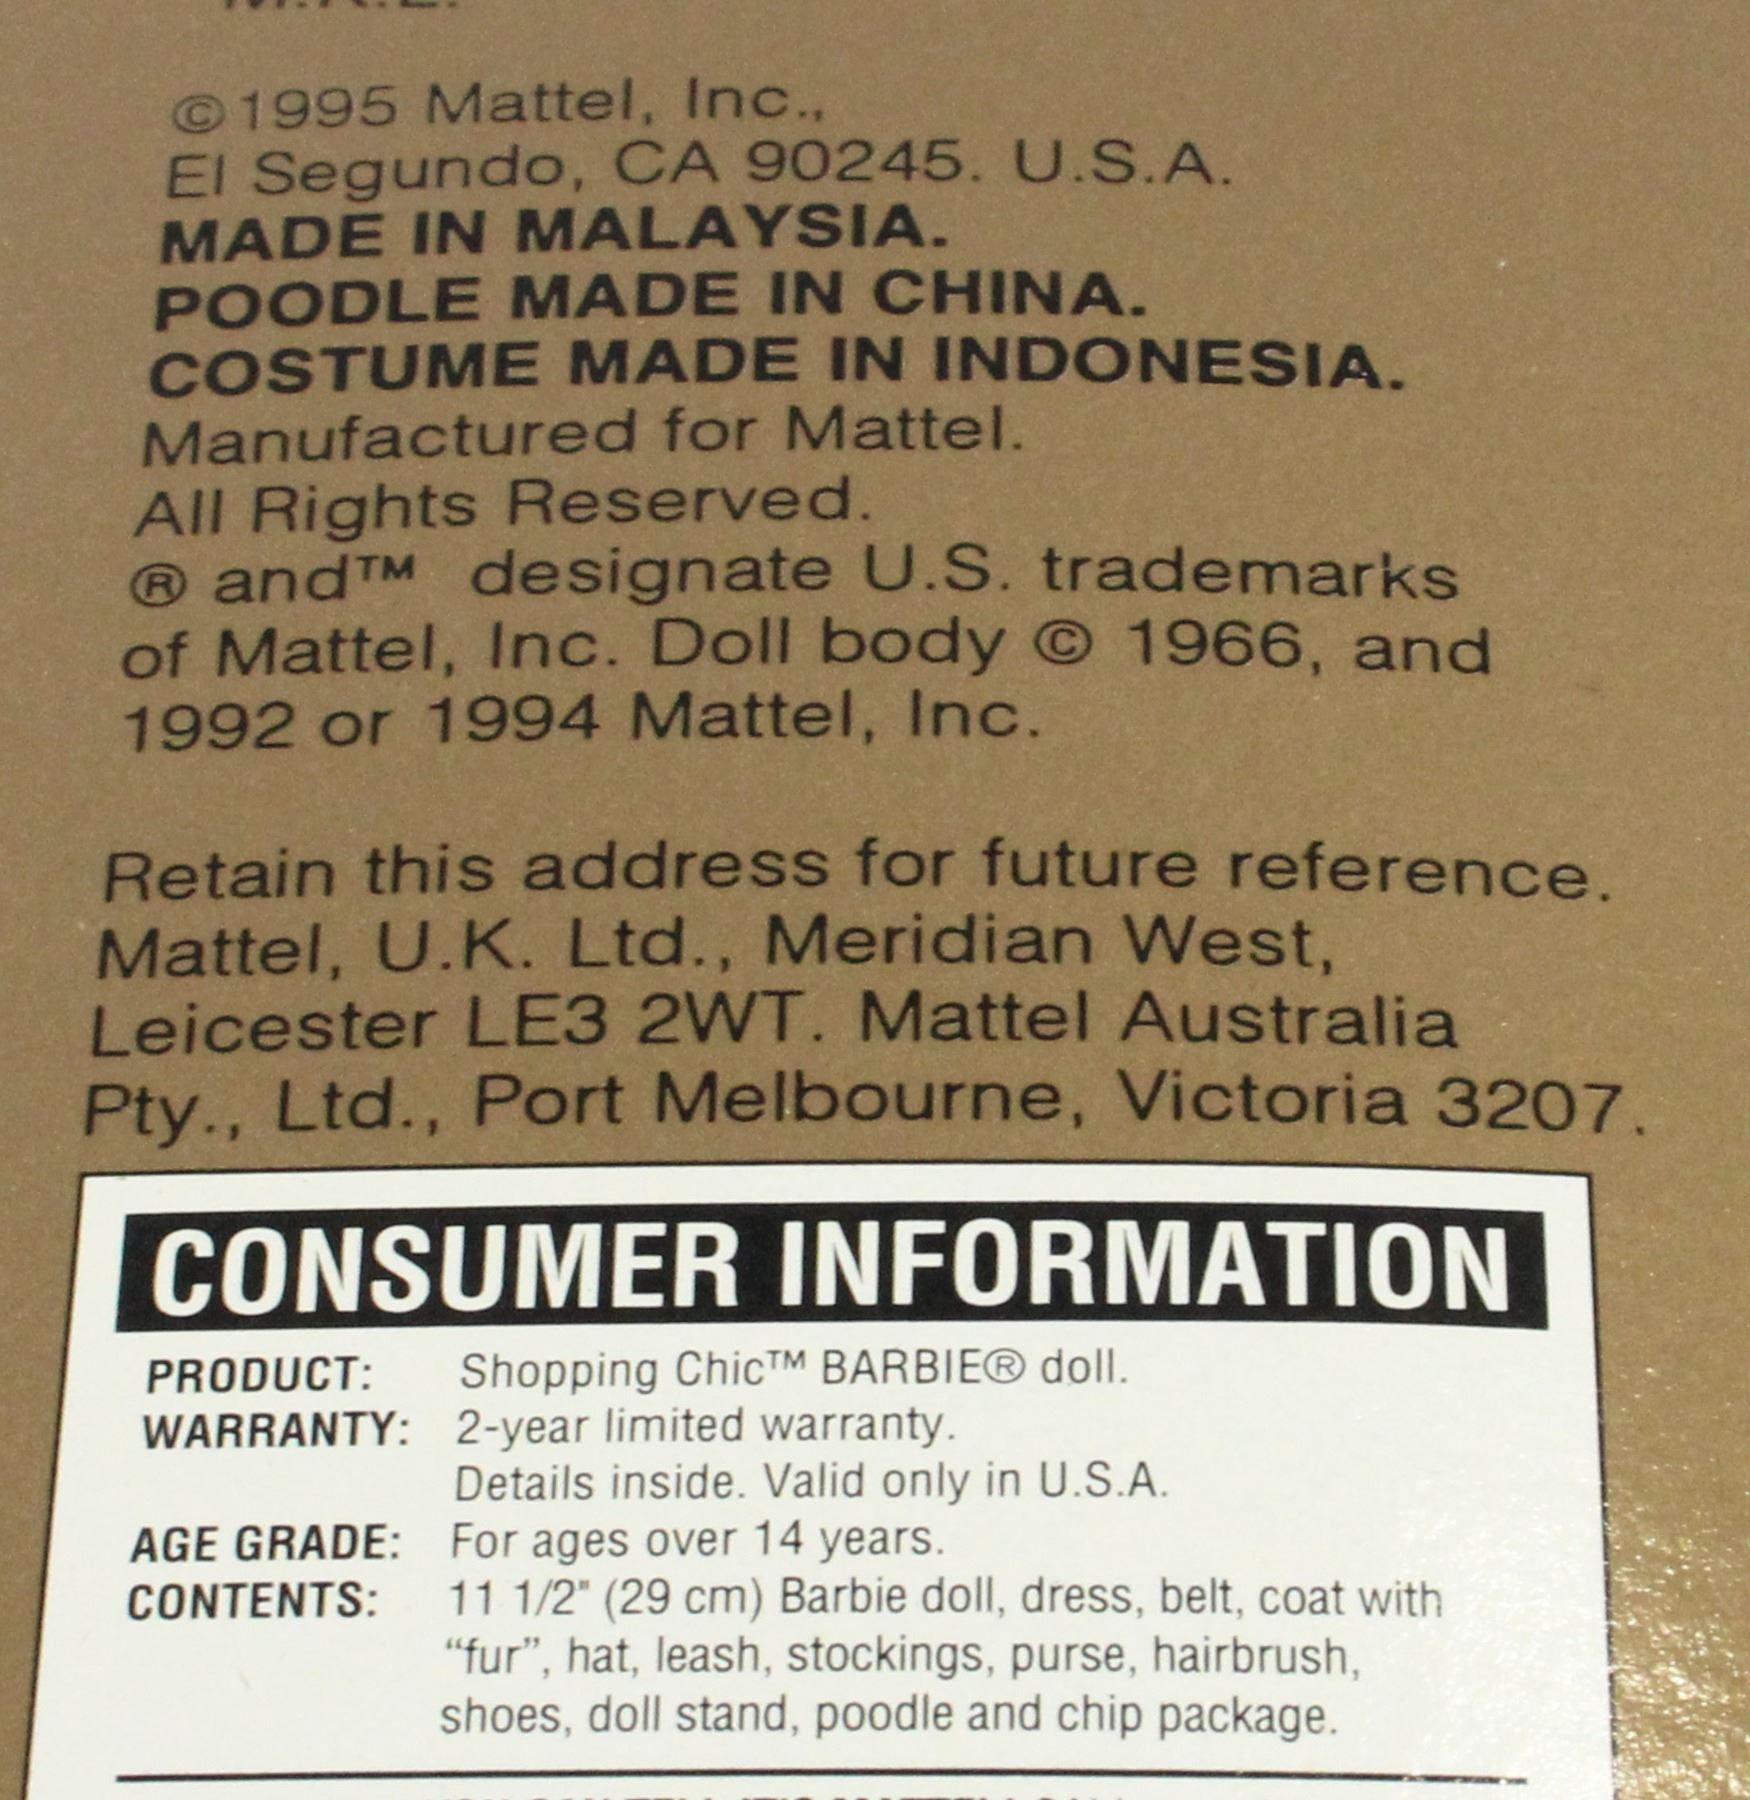 ©1995 Mattel, Inc.,
El Segundo, CA 90245. U.S.A.
MADE IN MALAYSIA.
POODLE MADE IN CHINA.
COSTUME MADE IN INDONESIA.
Manufactured for Mattel.
All Rights Reserved.
® and™ designate U.S. trademarks
of Mattel, Inc. Doll body © 1966, and
1992 or 1994 Mattel, Inc.
Retain this address for future reference.
Mattel, U.K. Ltd., Meridian West,
Leicester LE3 2WT. Mattel Australia
Pty., Ltd., Port Melbourne, Victoria 3207.
CONSUMER INFORMATION
PRODUCT: Shopping Chic™ BARBIE® doll.
WARRANTY: 2-year limited warranty.
Details inside. Valid only in U.S.A.
AGE GRADE: For ages over 14 years.
CONTENTS: 11 1/2" (29 cm) Barbie doll, dress, belt, coat with
“fur”, hat, leash, stockings, purse, hairbrush,
shoes, doll stand, poodle and chip package.